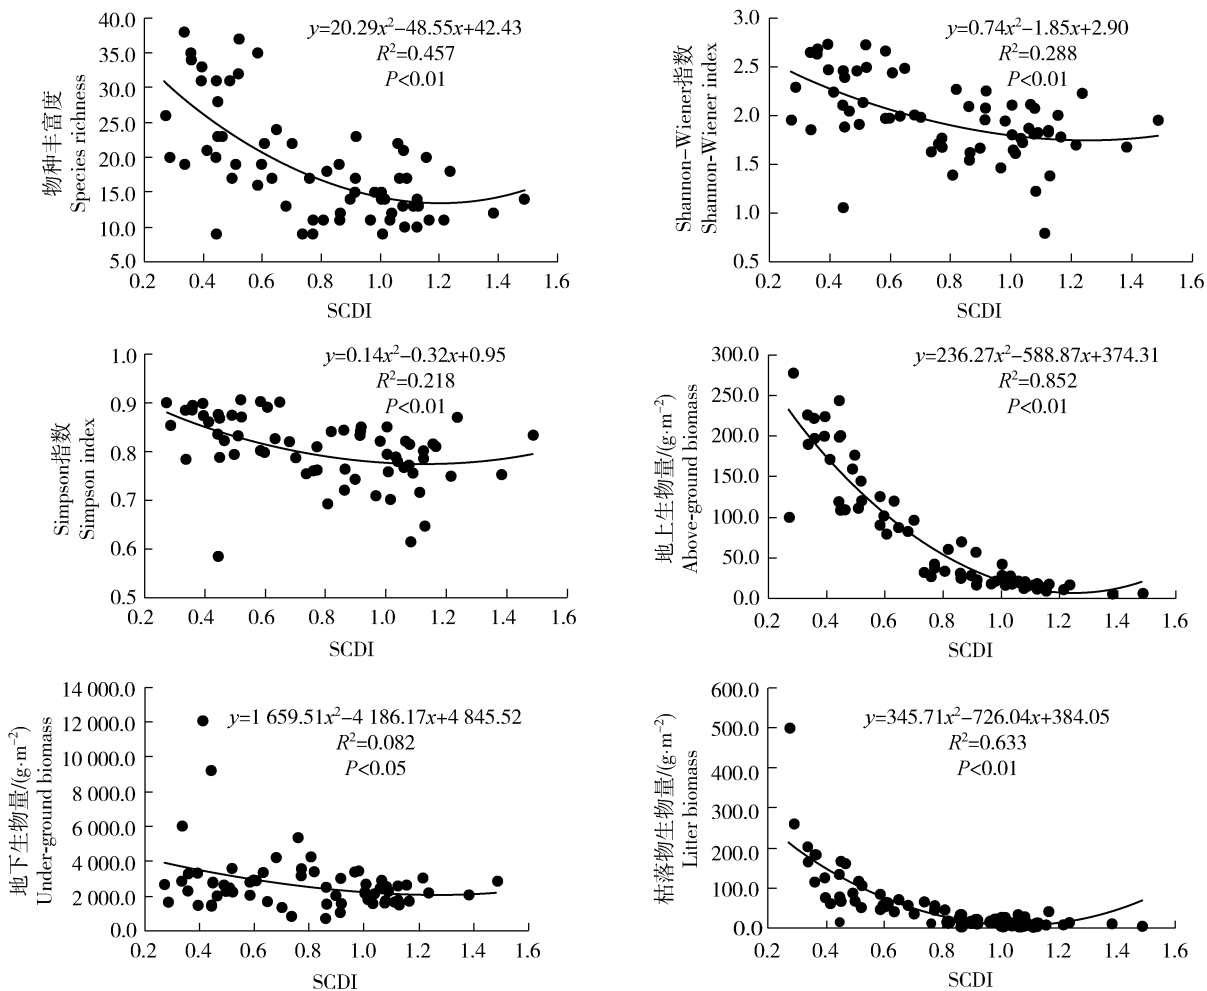 y=20.29x²–48.55x+42.43
R²=0.457
P<0.01
40.0
35.0
30.0
25.0
20.0
15.0
10.0
5.0
物种丰富度
Species richness
0.2 0.4 0.6 0.8 1.0 1.2 1.4 1.6
SCDI
y=0.74x²–1.85x+2.90
R²=0.288
P<0.01
3.0
2.5
2.0
1.5
1.0
0.5
Shannon–Wiener指数
Shannon-Wiener index
0.2 0.4 0.6 0.8 1.0 1.2 1.4 1.6
SCDI
y=0.14x²–0.32x+0.95
R²=0.218
P<0.01
1.0
0.9
0.8
0.7
0.6
0.5
Simpson指数
Simpson index
0.2 0.4 0.6 0.8 1.0 1.2 1.4 1.6
SCDI
y=236.27x²–588.87x+374.31
R²=0.852
P<0.01
300.0
250.0
200.0
150.0
100.0
50.0
0.0
地上生物量/(g·m⁻²)
Above-ground biomass
0.2 0.4 0.6 0.8 1.0 1.2 1.4 1.6
SCDI
y=1 659.51x²–4 186.17x+4 845.52
R²=0.082
P<0.05
14 000.0
12 000.0
10 000.0
8 000.0
6 000.0
4 000.0
2 000.0
0.0
地下生物量/(g·m⁻²)
Under-ground biomass
0.2 0.4 0.6 0.8 1.0 1.2 1.4 1.6
SCDI
y=345.71x²–726.04x+384.05
R²=0.633
P<0.01
600.0
500.0
400.0
300.0
200.0
100.0
0.0
枯落物生物量/(g·m⁻²)
Litter biomass
0.2 0.4 0.6 0.8 1.0 1.2 1.4 1.6
SCDI